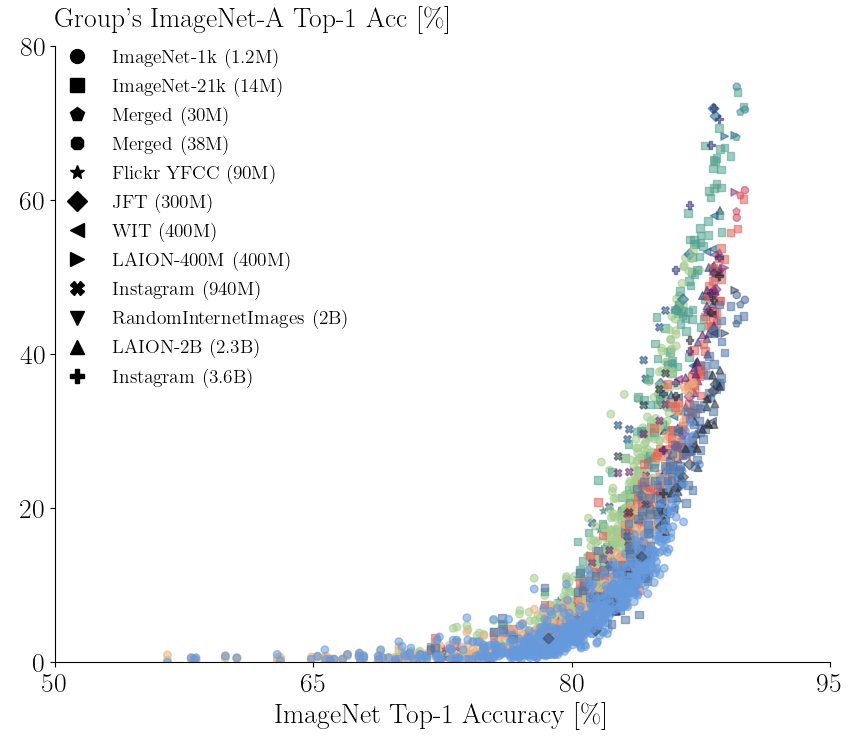 Group's ImageNet-A Top-1 Acc [%]
80
ImageNet-1k (1.2M)
ImageNet-21k (14M)
Merged (30M)
Merged (38M)
Flickr YFCC (90M)
60
JFT (300M)
WIT (400M)
LAION-400M (400M)
Instagram (940M)
RandomInternetImages (2B)
LAION-2B (2.3B)
40
Instagram (3.6B)
20
0
50 65 80 95
ImageNet Top-1 Accuracy [%]